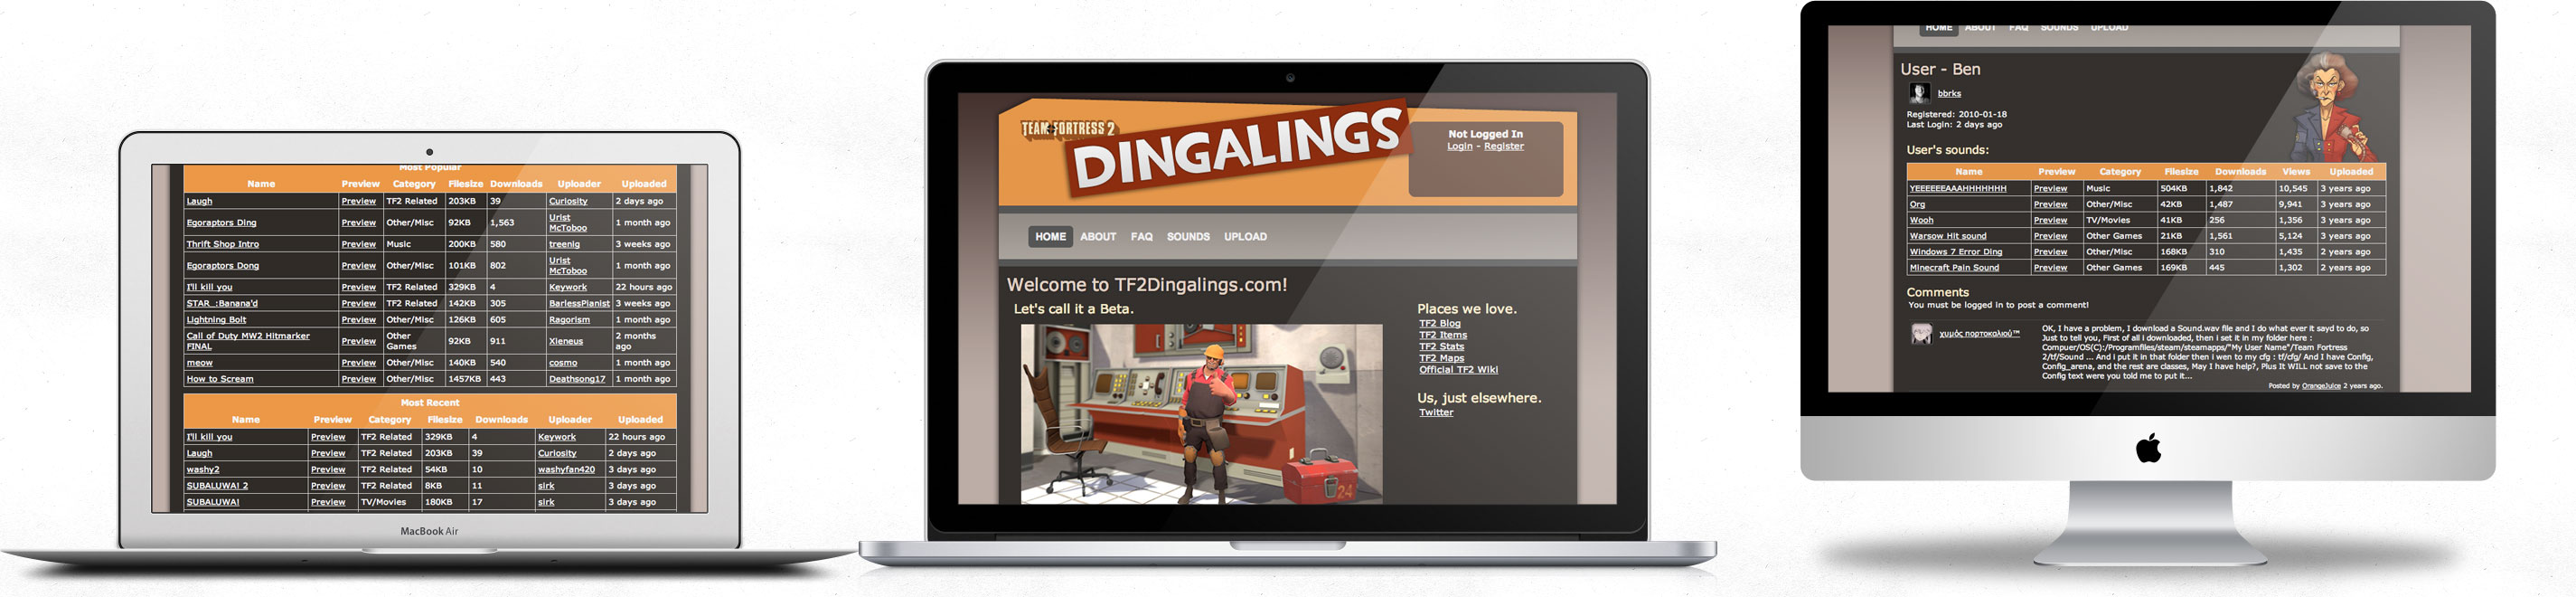 Most Popular
Name Preview Category Filesize Downloads Uploader Uploaded
Laugh Preview TF2 Related 203KB 39 Curiosity 2 days ago
Egoraptors Ding Preview Other/Misc 92KB 1,563 Urist McToboo 1 month ago
Thrift Shop Intro Preview Music 200KB 580 treenig 3 weeks ago
Egoraptors Dong Preview Other/Misc 101KB 802 Urist McToboo 1 month ago
I'll kill you Preview TF2 Related 329KB 4 Keywork 22 hours ago
STAR_:Banana'd Preview TF2 Related 142KB 305 BarlessPianist 3 weeks ago
Lightning Bolt Preview Other/Misc 126KB 605 Ragorism 1 month ago
Call of Duty MW2 Hitmarker FINAL Preview Other Games 92KB 911 Xleneus 2 months ago
meow Preview Other/Misc 140KB 540 cosmo 1 month ago
How to Scream Preview Other/Misc 1457KB 443 Deathsong17 1 month ago
Most Recent
Name Preview Category Filesize Downloads Uploader Uploaded
I'll kill you Preview TF2 Related 329KB 4 Keywork 22 hours ago
Laugh Preview TF2 Related 203KB 39 Curiosity 2 days ago
washy2 Preview TF2 Related 54KB 10 washyfan420 3 days ago
SUBALUWA! 2 Preview TF2 Related 8KB 11 sirk 3 days ago
SUBALUWA! Preview TV/Movies 180KB 17 sirk 3 days ago
MacBook Air
TEAM FORTRESS 2
DINGALINGS
Not Logged In
Login - Register
HOME ABOUT FAQ SOUNDS UPLOAD
Welcome to TF2Dingalings.com!
Let's call it a Beta.
24
Places we love.
TF2 Blog
TF2 Items
TF2 Stats
TF2 Maps
Official TF2 Wiki
Us, just elsewhere.
Twitter
HOME ABOUT FAQ SOUNDS UPLOAD
User - Ben
bbrks
Registered: 2010-01-18
Last Login: 2 days ago
User's sounds:
Name Preview Category Filesize Downloads Views Uploaded
YEEEEEEAAAHHHHHHH Preview Music 504KB 1,842 10,545 3 years ago
Org Preview Other/Misc 42KB 1,487 9,941 3 years ago
Wooh Preview TV/Movies 41KB 256 1,356 3 years ago
Warsow Hit sound Preview Other Games 21KB 1,561 5,124 3 years ago
Windows 7 Error Ding Preview Other/Misc 168KB 310 1,435 2 years ago
Minecraft Pain Sound Preview Other Games 169KB 445 1,302 2 years ago
Comments
You must be logged in to post a comment!
χυμός πορτοκαλιού™
OK, I have a problem, I download a Sound.wav file and I do what ever it sayd to do, so
Just to tell you, First of all i downloaded, then i set it in my folder here :
Compuer/OS(C):/Programfiles/steam/steamapps/"My User Name"/Team Fortress
2/tf/Sound ... And i put it in that folder then i wen to my cfg : tf/cfg/ And I have Config,
Config_arena, and the rest are classes, May I have help?, Plus It WILL not save to the
Config text were you told me to put it...
Posted by OrangeJuice 2 years ago.